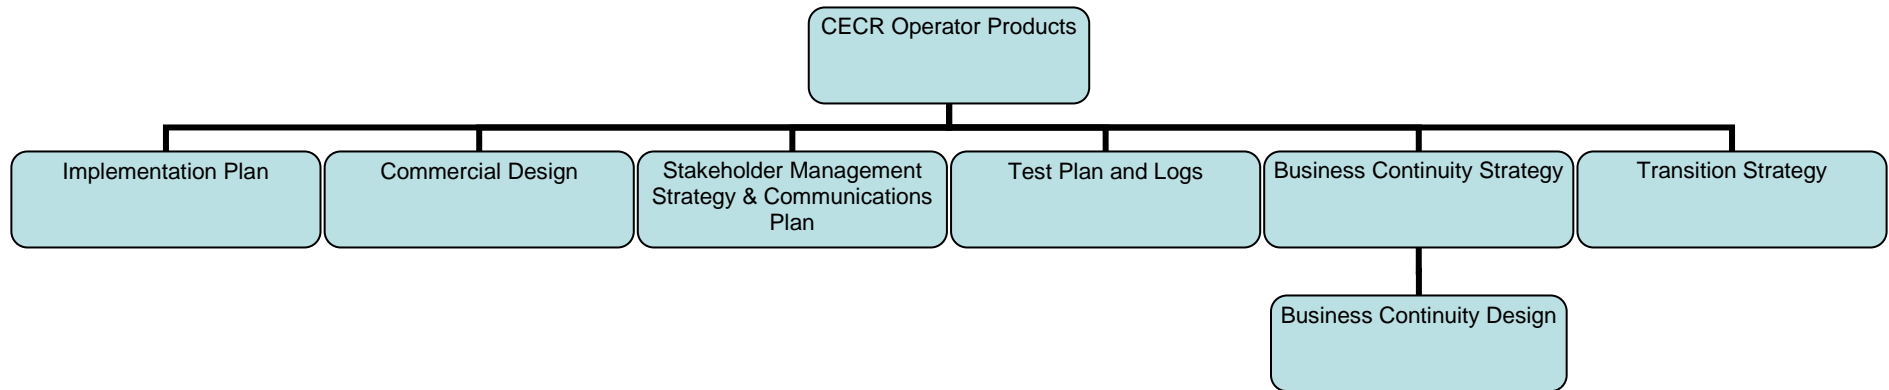 CECR Operator Products
Implementation Plan
Commercial Design
Stakeholder Management
Strategy & Communications
Plan
Test Plan and Logs
Business Continuity Strategy
Transition Strategy
Business Continuity Design